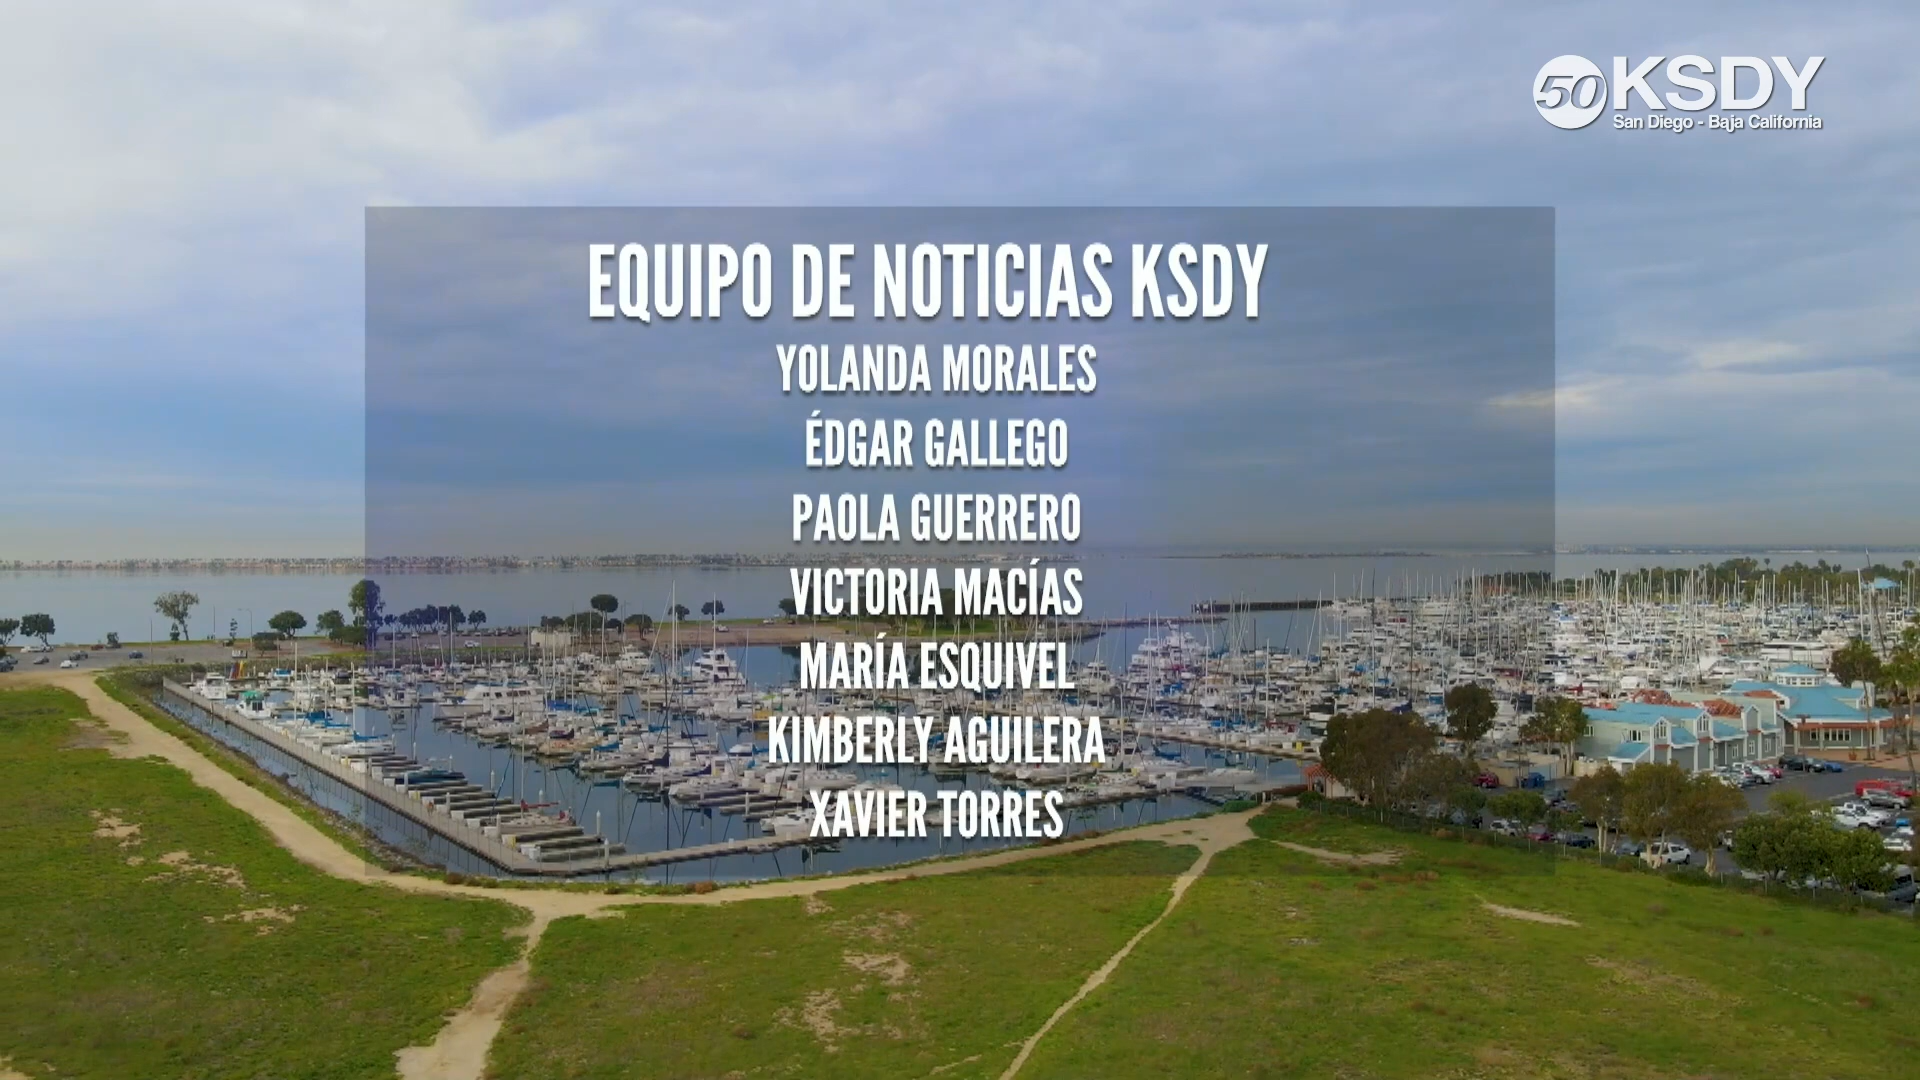 50 KSDY
San Diego - Baja California
EQUIPO DE NOTICIAS KSDY
YOLANDA MORALES
ÉDGAR GALLEGO
PAOLA GUERRERO
VICTORIA MACÍAS
MARÍA ESQUIVEL
KIMBERLY AGUILERA
XAVIER TORRES